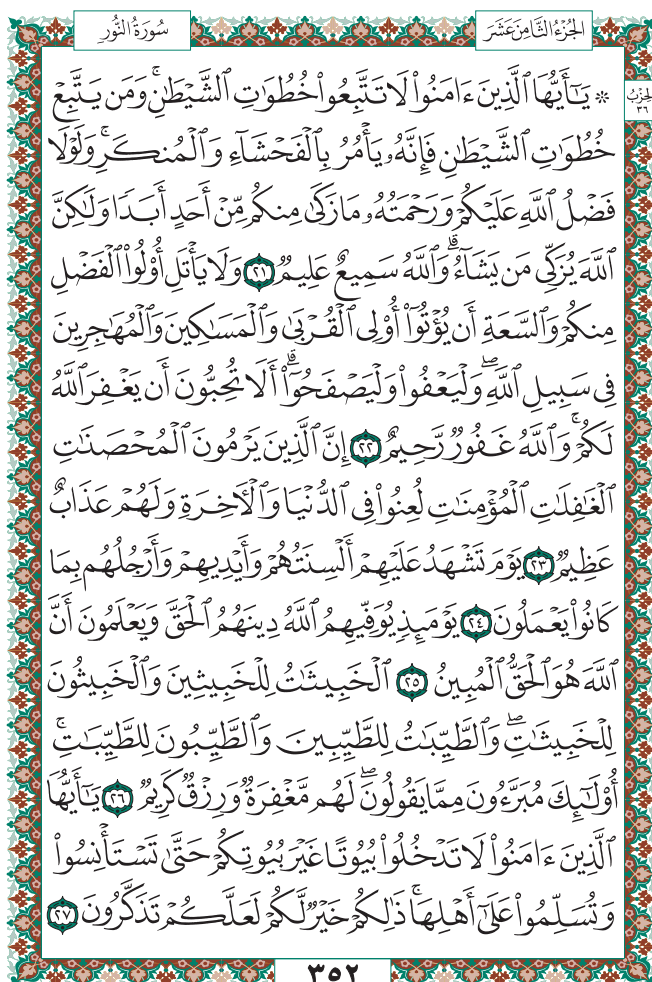 الجُزْءُ الثَّامِنَ عَشَرَ
سُورَةُ النُّور
الحِزْبُ
٣٦
۞ يَـٰٓأَيُّهَا ٱلَّذِينَ ءَامَنُوا۟ لَا تَتَّبِعُوا۟ خُطُوَٰتِ ٱلشَّيْطَـٰنِۚ وَمَن يَتَّبِعْ
خُطُوَٰتِ ٱلشَّيْطَـٰنِ فَإِنَّهُۥ يَأْمُرُ بِٱلْفَحْشَآءِ وَٱلْمُنكَرِۚ وَلَوْلَا
فَضْلُ ٱللَّهِ عَلَيْكُمْ وَرَحْمَتُهُۥ مَا زَكَىٰ مِنكُم مِّنْ أَحَدٍ أَبَدًا وَلَـٰكِنَّ
ٱللَّهَ يُزَكِّى مَن يَشَآءُۗ وَٱللَّهُ سَمِيعٌ عَلِيمٌ ٢١ وَلَا يَأْتَلِ أُو۟لُوا۟ ٱلْفَضْلِ
مِنكُمْ وَٱلسَّعَةِ أَن يُؤْتُوٓا۟ أُو۟لِى ٱلْقُرْبَىٰ وَٱلْمَسَـٰكِينَ وَٱلْمُهَـٰجِرِينَ
فِى سَبِيلِ ٱللَّهِۖ وَلْيَعْفُوا۟ وَلْيَصْفَحُوٓا۟ۗ أَلَا تُحِبُّونَ أَن يَغْفِرَ ٱللَّهُ
لَكُمْۚ وَٱللَّهُ غَفُورٌ رَّحِيمٌ ٢٢ إِنَّ ٱلَّذِينَ يَرْمُونَ ٱلْمُحْصَنَـٰتِ
ٱلْغَـٰفِلَـٰتِ ٱلْمُؤْمِنَـٰتِ لُعِنُوا۟ فِى ٱلدُّنْيَا وَٱلْـَٔاخِرَةِ وَلَهُمْ عَذَابٌ
عَظِيمٌ ٢٣ يَوْمَ تَشْهَدُ عَلَيْهِمْ أَلْسِنَتُهُمْ وَأَيْدِيهِمْ وَأَرْجُلُهُم بِمَا
كَانُوا۟ يَعْمَلُونَ ٢٤ يَوْمَئِذٍ يُوَفِّيهِمُ ٱللَّهُ دِينَهُمُ ٱلْحَقَّ وَيَعْلَمُونَ أَنَّ
ٱللَّهَ هُوَ ٱلْحَقُّ ٱلْمُبِينُ ٢٥ ٱلْخَبِيثَـٰتُ لِلْخَبِيثِينَ وَٱلْخَبِيثُونَ
لِلْخَبِيثَـٰتِۖ وَٱلطَّيِّبَـٰتُ لِلطَّيِّبِينَ وَٱلطَّيِّبُونَ لِلطَّيِّبَـٰتِۚ
أُو۟لَـٰٓئِكَ مُبَرَّءُونَ مِمَّا يَقُولُونَۖ لَهُم مَّغْفِرَةٌ وَرِزْقٌ كَرِيمٌ ٢٦ يَـٰٓأَيُّهَا
ٱلَّذِينَ ءَامَنُوا۟ لَا تَدْخُلُوا۟ بُيُوتًا غَيْرَ بُيُوتِكُمْ حَتَّىٰ تَسْتَأْنِسُوا۟
وَتُسَلِّمُوا۟ عَلَىٰٓ أَهْلِهَاۚ ذَٰلِكُمْ خَيْرٌ لَّكُمْ لَعَلَّكُمْ تَذَكَّرُونَ ٢٧
٣٥٢